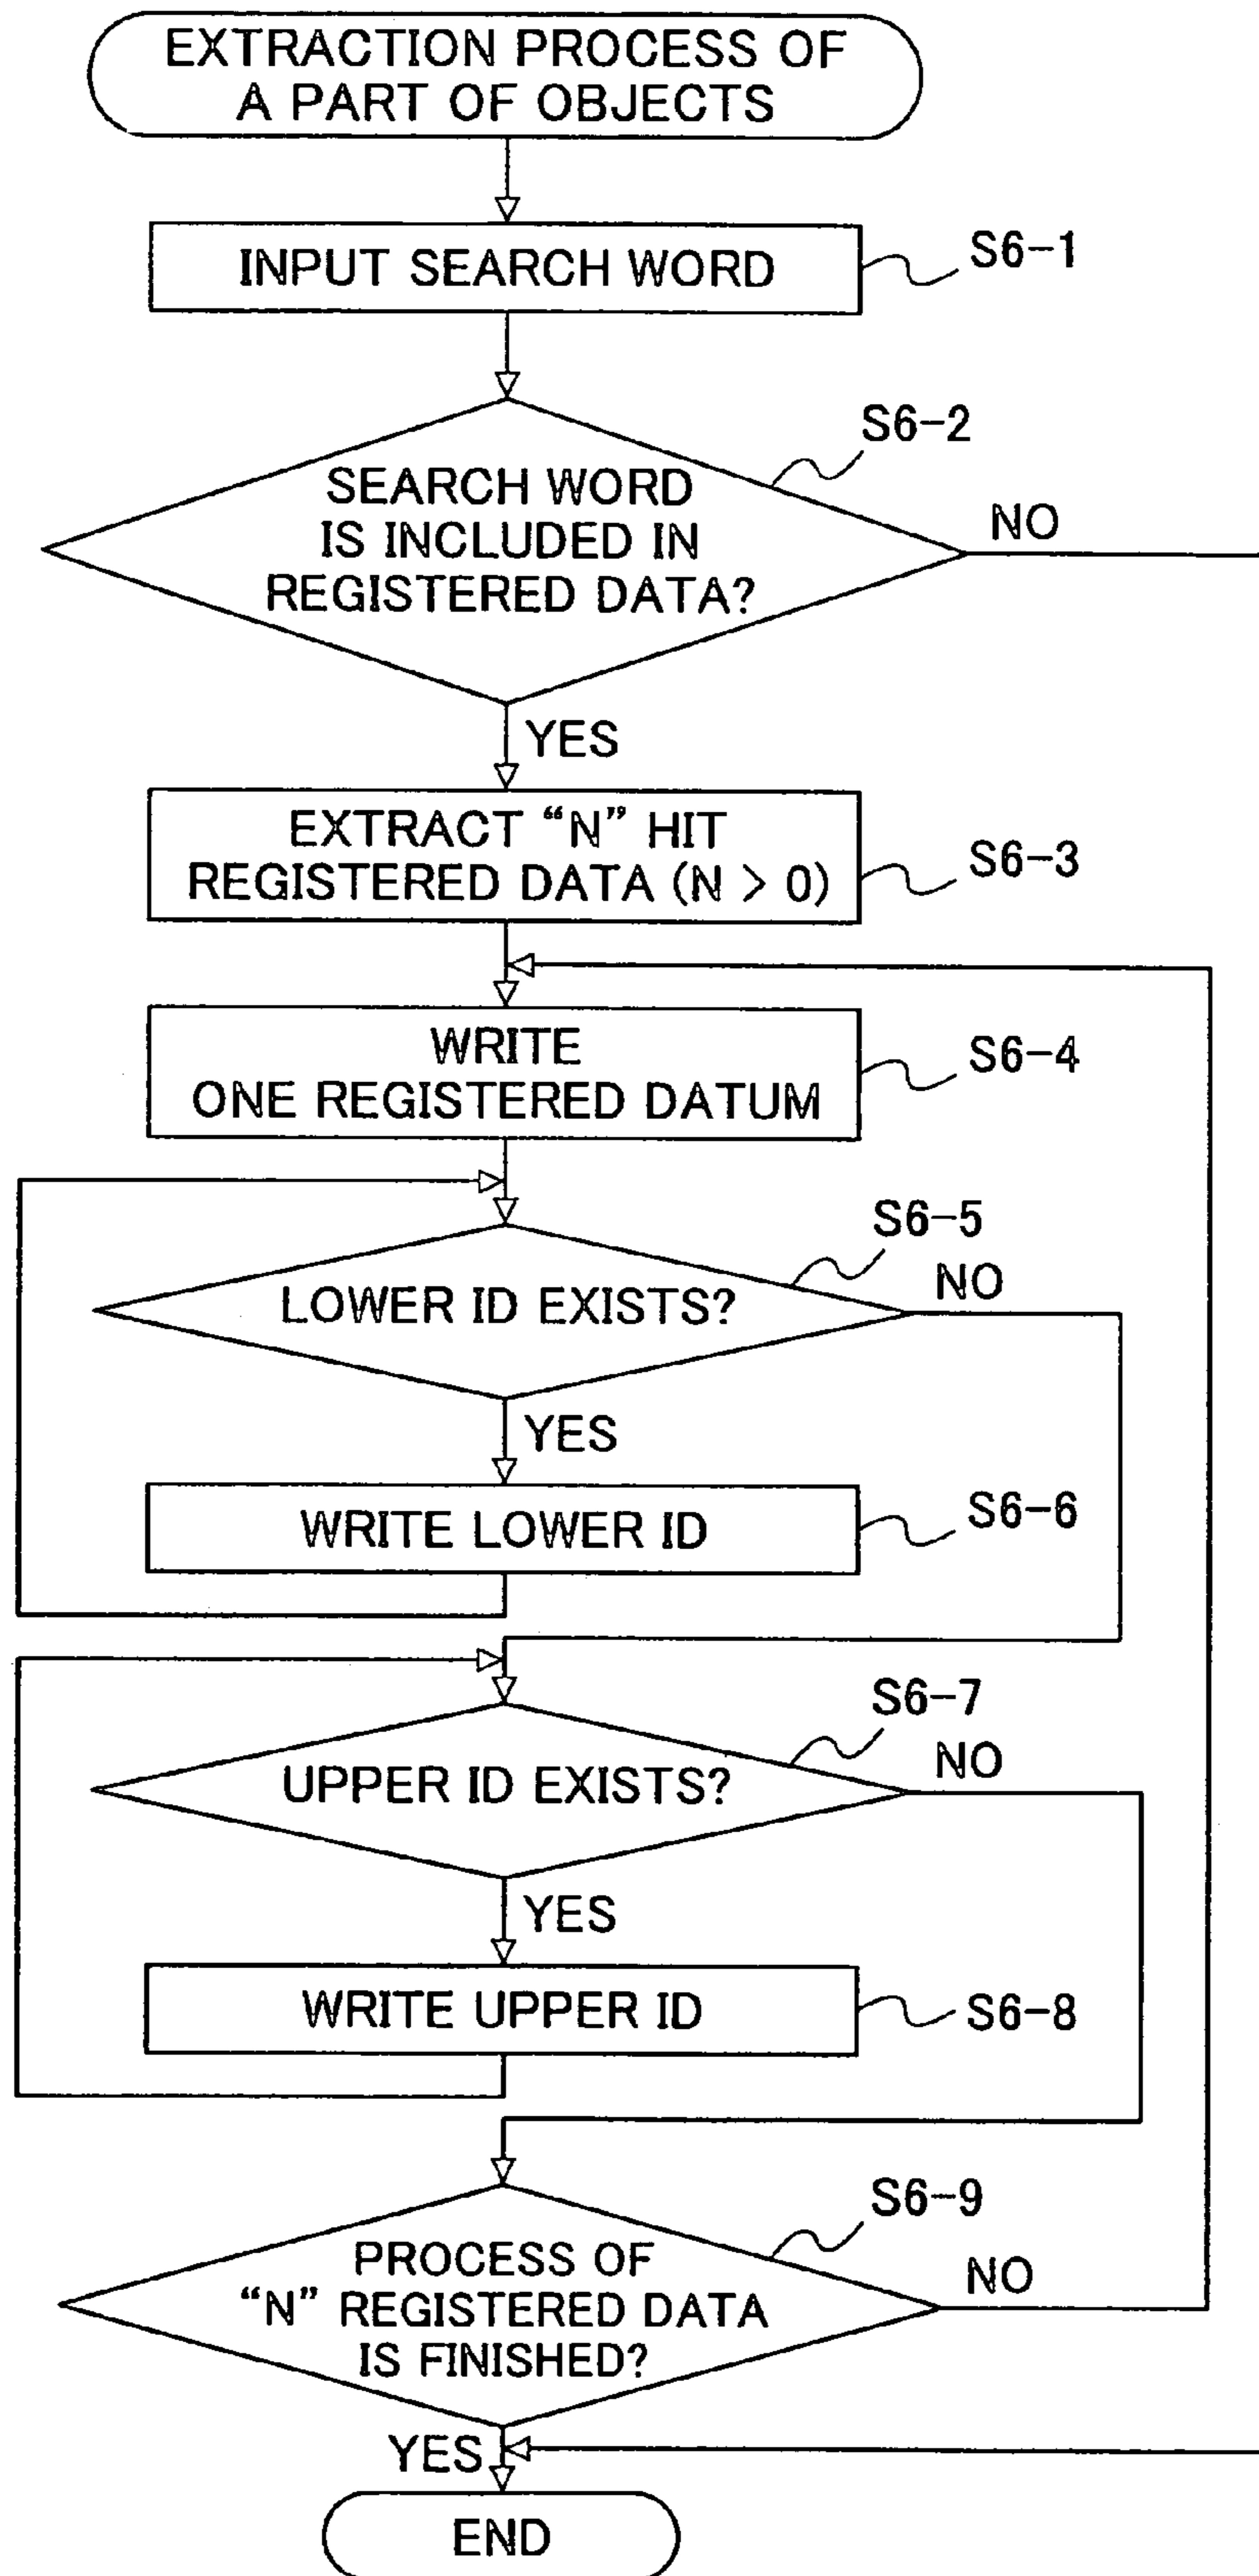 EXTRACTION PROCESS OF
A PART OF OBJECTS
INPUT SEARCH WORD
S6-1
S6-2
SEARCH WORD
IS INCLUDED IN
REGISTERED DATA?
NO
YES
EXTRACT “N” HIT
REGISTERED DATA (N > 0)
S6-3
WRITE
ONE REGISTERED DATUM
S6-4
S6-5
LOWER ID EXISTS?
NO
YES
WRITE LOWER ID
S6-6
S6-7
UPPER ID EXISTS?
NO
YES
WRITE UPPER ID
S6-8
S6-9
PROCESS OF
“N” REGISTERED DATA
IS FINISHED?
NO
YES
END